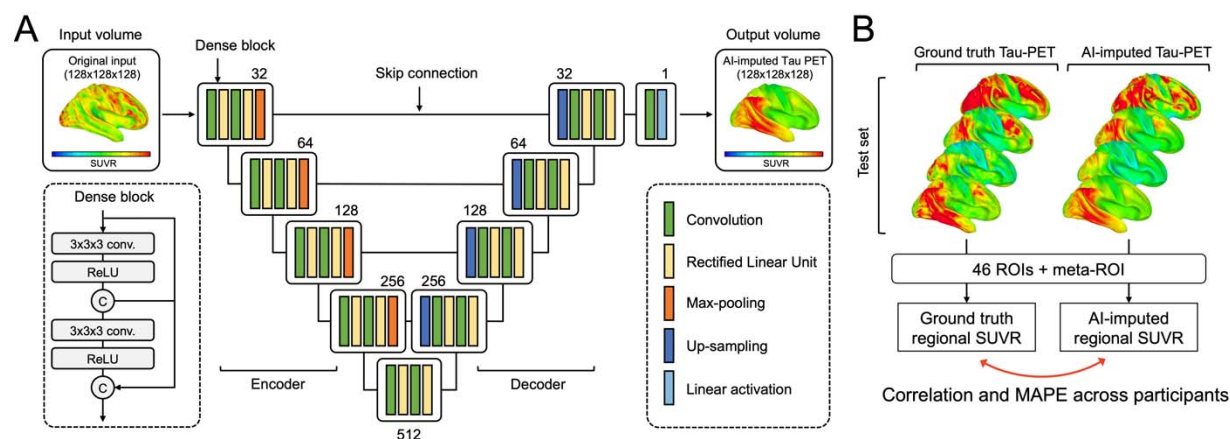 A
Input volume
Original input
(128x128x128)
SUVR
Dense block
32
Skip connection
32
1
Output volume
AI-imputed Tau PET
(128x128x128)
SUVR
64
64
128
128
256
256
512
Encoder
Decoder
Dense block
3x3x3 conv.
ReLU
C
3x3x3 conv.
ReLU
C
Convolution
Rectified Linear Unit
Max-pooling
Up-sampling
Linear activation
B
Ground truth Tau-PET
AI-imputed Tau-PET
Test set
46 ROIs + meta-ROI
Ground truth
regional SUVR
AI-imputed
regional SUVR
Correlation and MAPE across participants